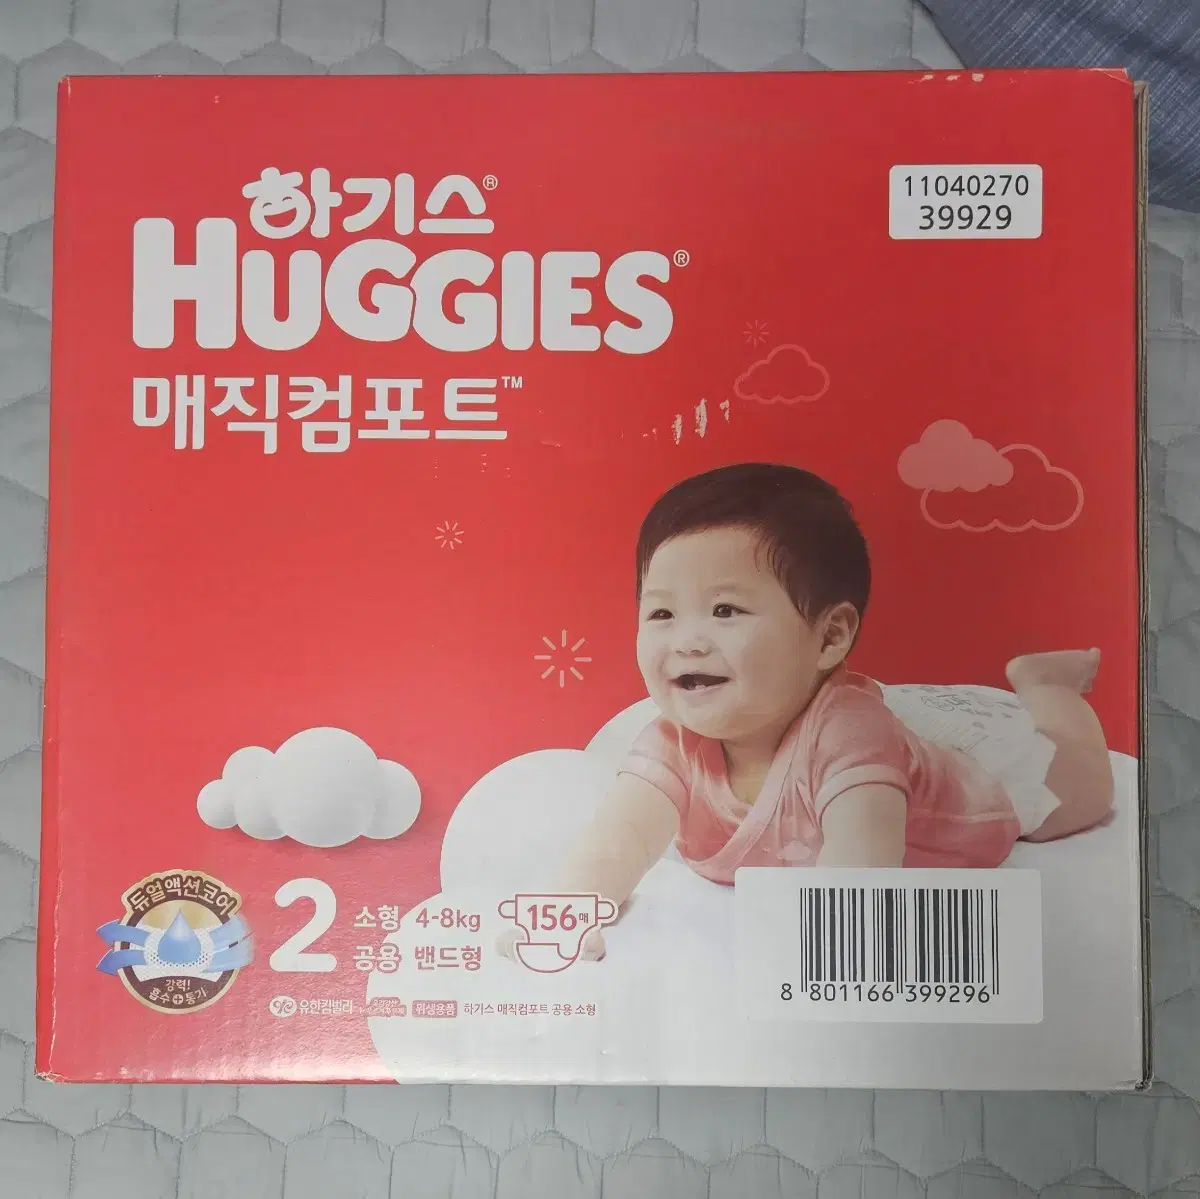 하기스®
HUGGIES®
매직컴포트™
11040270
39929
듀얼액션코어
강력!
흡수+통기
2 소형 4-8kg 156매
공용 밴드형
유한킴벌리 위생용품 하기스 매직컴포트 공용 소형
8 801166 399296